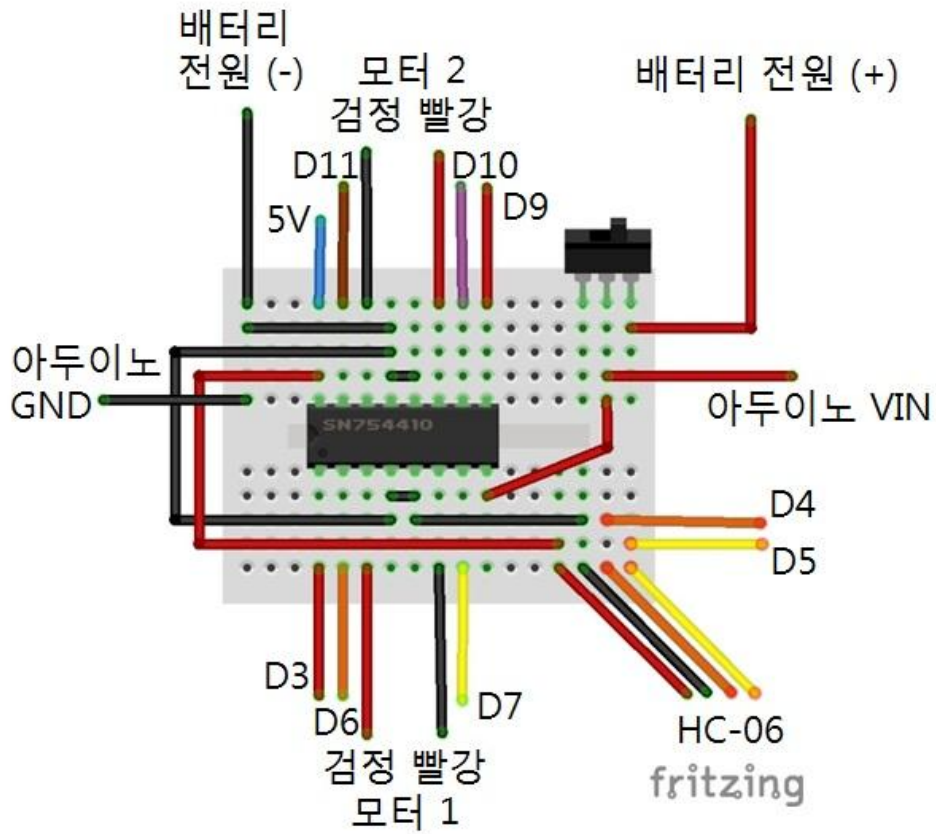 배터리
전원 (-)
모터 2
검정 빨강
배터리 전원 (+)
D11
D10
5V
D9
아두이노
GND
아두이노 VIN
SN754410
D4
D5
D3
D6
D7
검정 빨강
모터 1
HC-06
fritzing